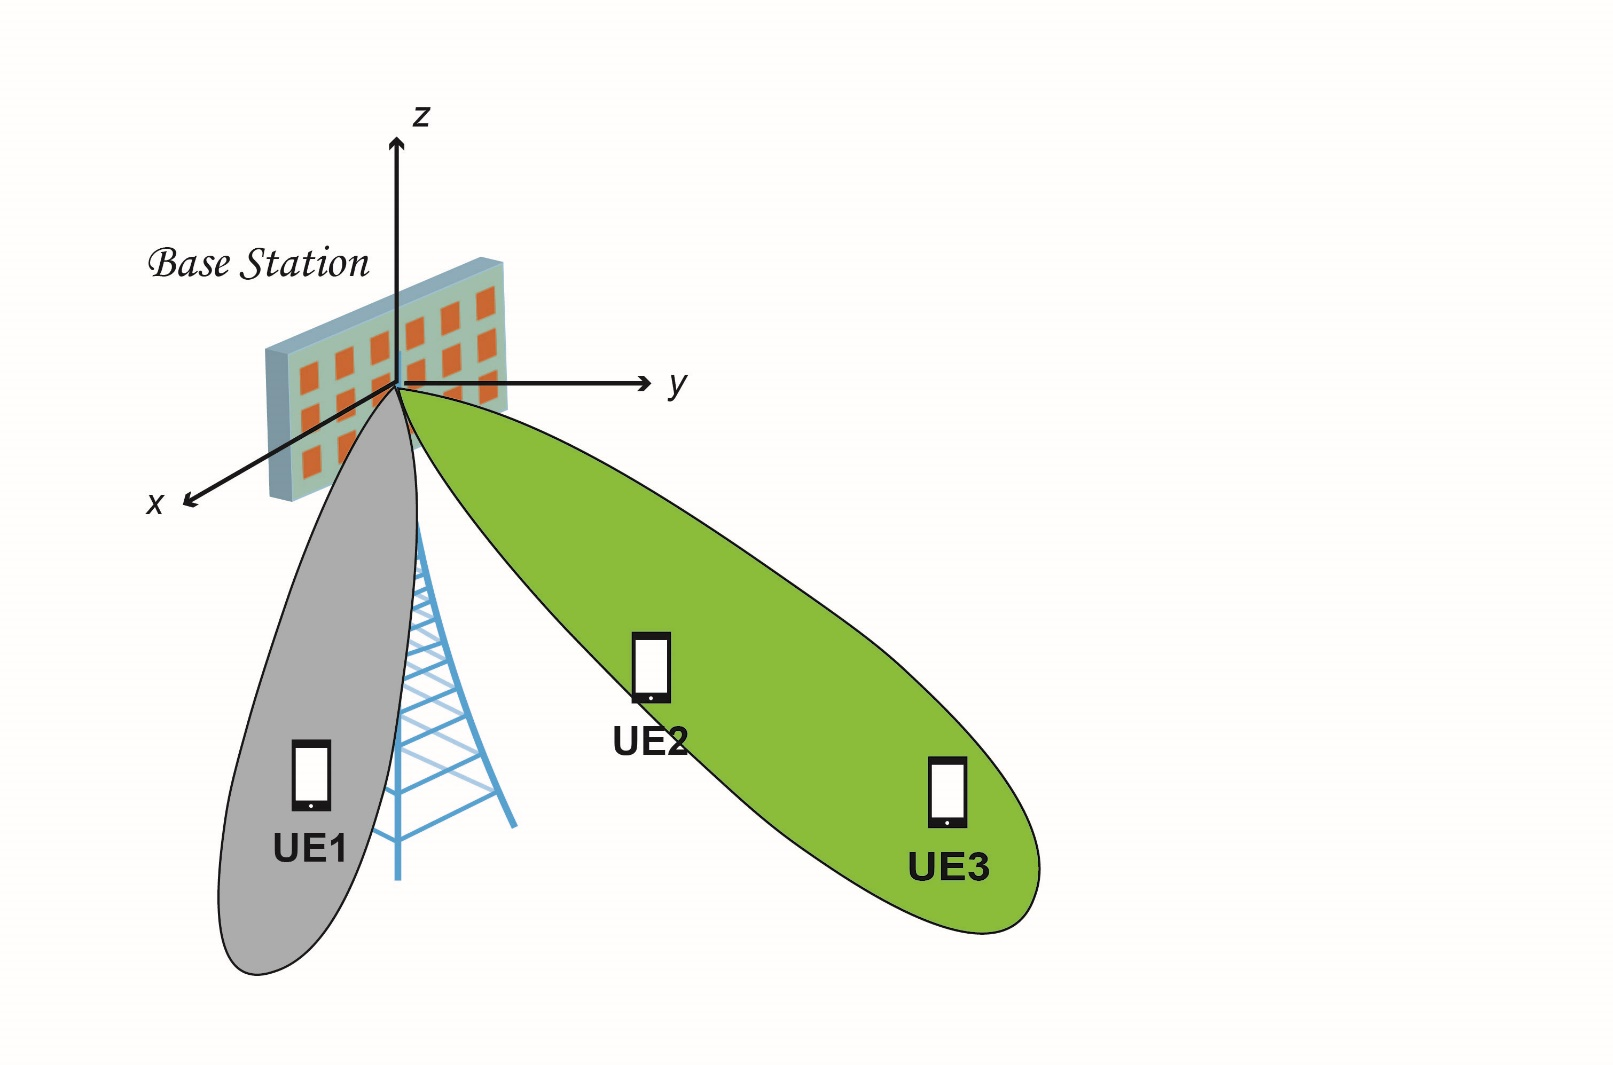 z
Base Station
y
x
UE2
UE1
UE3